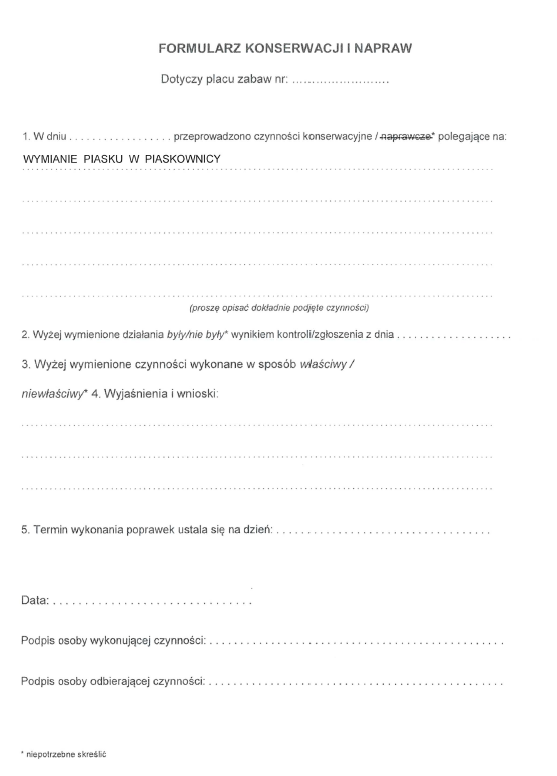 FORMULARZ KONSERWACJI I NAPRAW
Dotyczy placu zabaw nr: ........................
1. W dniu .................. przeprowadzono czynności konserwacyjne / naprawcze* polegające na:
WYMIANIE PIASKU W PIASKOWNICY
(proszę opisać dokładnie podjęte czynności)
2. Wyżej wymienione działania były/nie były* wynikiem kontroli/zgłoszenia z dnia ....................
3. Wyżej wymienione czynności wykonane w sposób właściwy /
niewłaściwy* 4. Wyjaśnienia i wnioski:
5. Termin wykonania poprawek ustala się na dzień: .................................
Data: ...............................
Podpis osoby wykonującej czynności: ..............................................
Podpis osoby odbierającej czynności: ..............................................
* niepotrzebne skreślić